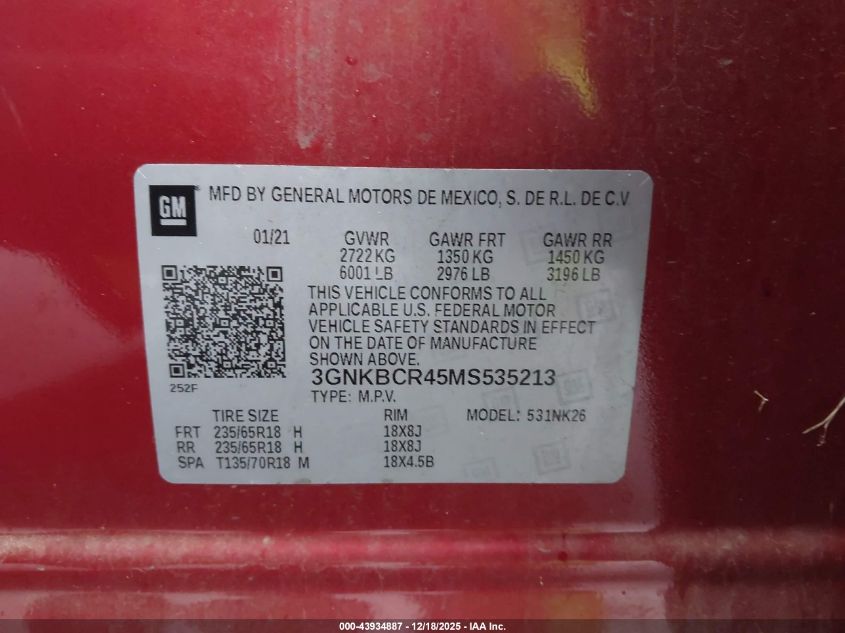 GM
MFD BY GENERAL MOTORS DE MEXICO, S. DE R.L. DE C.V
01/21 GVWR GAWR FRT GAWR RR
2722 KG 1350 KG 1450 KG
6001 LB 2976 LB 3196 LB
THIS VEHICLE CONFORMS TO ALL
APPLICABLE U.S. FEDERAL MOTOR
VEHICLE SAFETY STANDARDS IN EFFECT
ON THE DATE OF MANUFACTURE
SHOWN ABOVE.
252F
3GNKBCR45MS535213
TYPE: M.P.V.
TIRE SIZE RIM MODEL: 531NK26
FRT 235/65R18 H 18X8J
RR 235/65R18 H 18X8J
SPA T135/70R18 M 18X4.5B
000-43934887 - 12/18/2025 - IAA Inc.